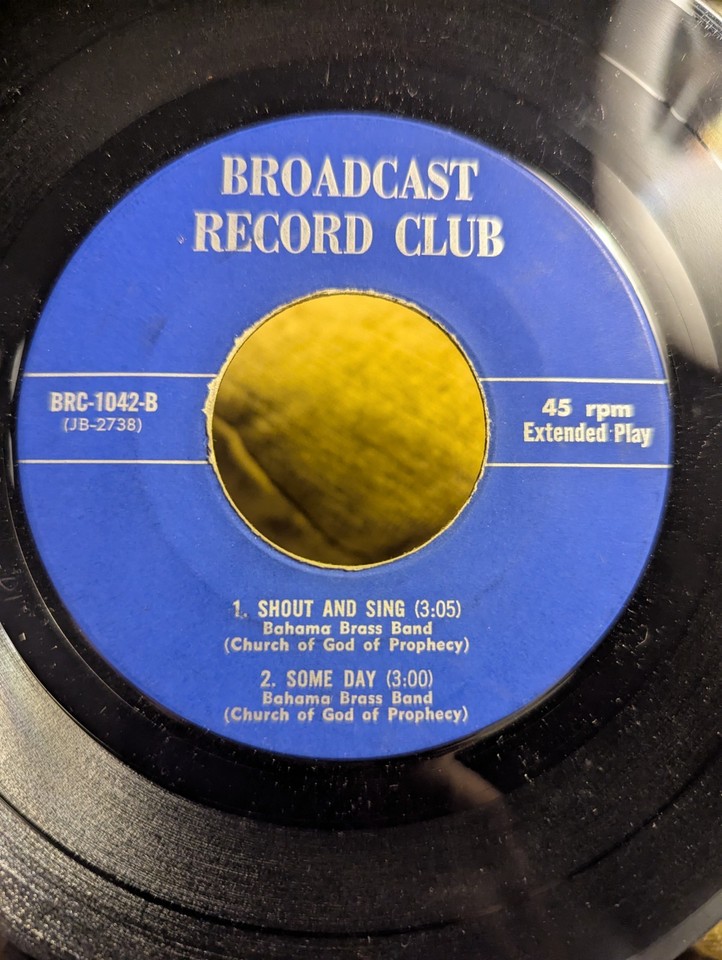 BROADCAST
RECORD CLUB
BRC-1042-B
(JB-2738)
45 rpm
Extended Play
1. SHOUT AND SING (3:05)
Bahama Brass Band
(Church of God of Prophecy)
2. SOME DAY (3:00)
Bahama Brass Band
(Church of God of Prophecy)